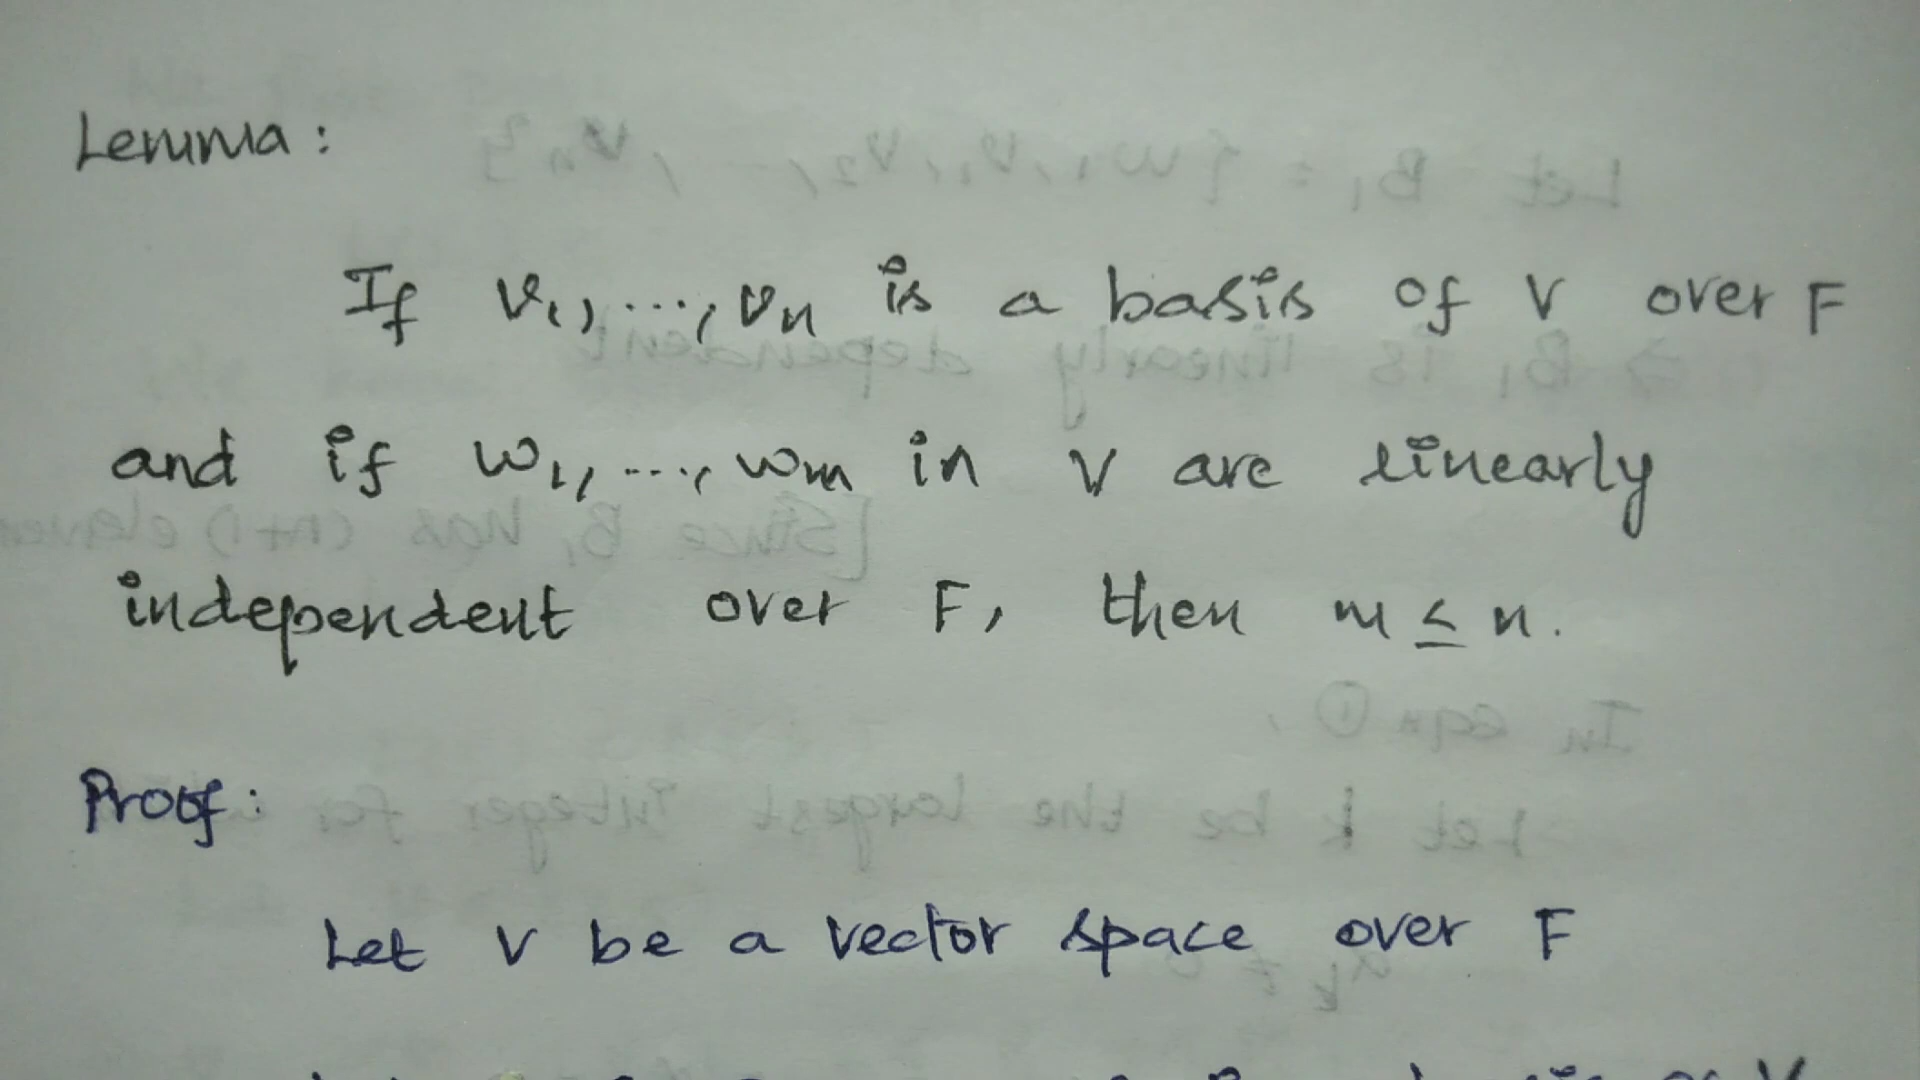 Lemma:
If v₁, ..., vₙ is a basis of V over F
and if w₁, ..., wₘ in V are linearly
independent over F, then m ≤ n.
Proof:
Let V be a vector space over F